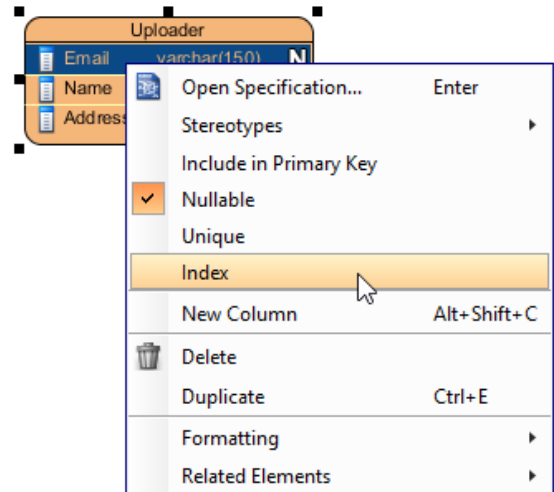 Uploader
Email varchar(150) N
Name
Address
Open Specification... Enter
Stereotypes
Include in Primary Key
Nullable
Unique
Index
New Column Alt+Shift+C
Delete
Duplicate Ctrl+E
Formatting
Related Elements